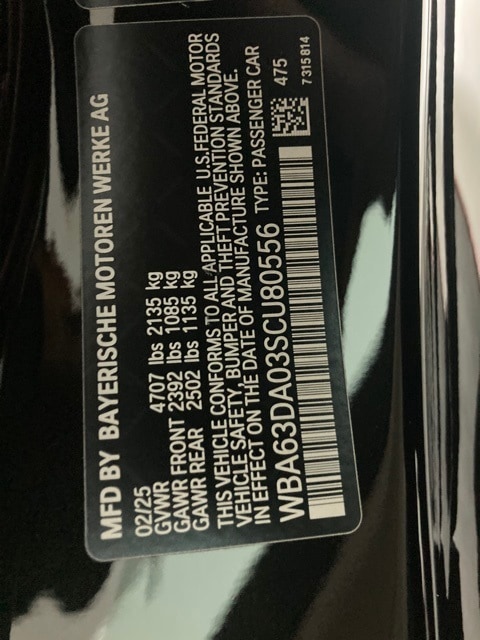 MFD BY BAYERISCHE MOTOREN WERKE AG
02/25
GVWR 4707 lbs 2135 kg
GAWR FRONT 2392 lbs 1085 kg
GAWR REAR 2502 lbs 1135 kg
THIS VEHICLE CONFORMS TO ALL APPLICABLE U.S.FEDERAL MOTOR
VEHICLE SAFETY, BUMPER AND THEFT PREVENTION STANDARDS
IN EFFECT ON THE DATE OF MANUFACTURE SHOWN ABOVE.
WBA63DA03SCU80556 TYPE: PASSENGER CAR
475
7315814